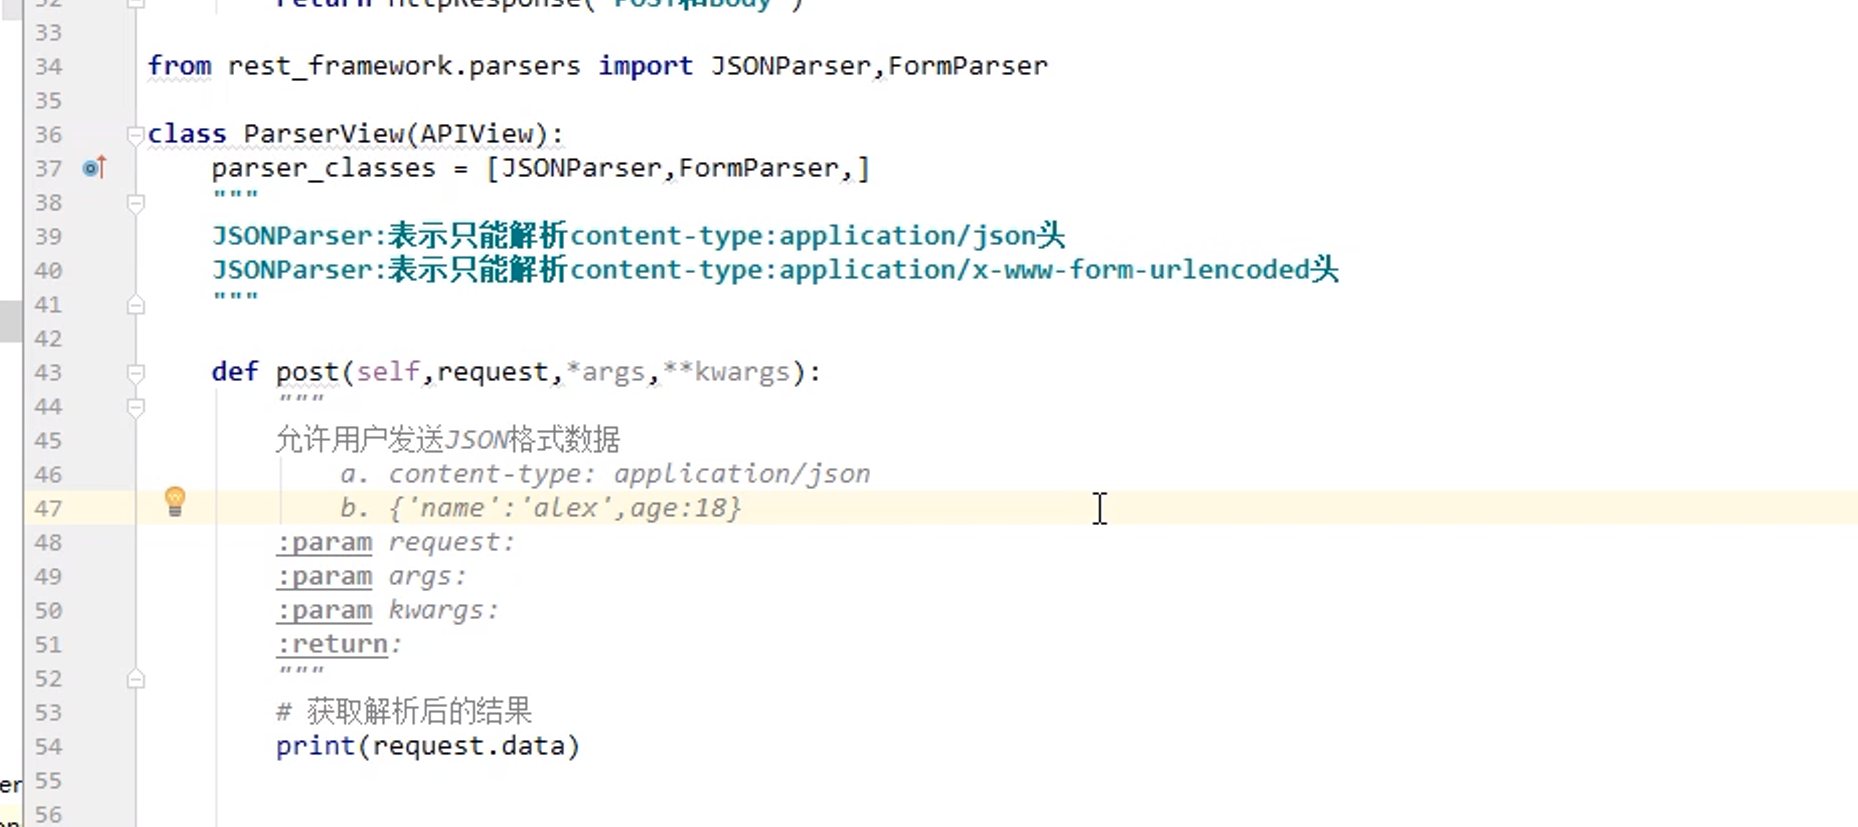 return HttpResponse('POST和Body')
33
34 from rest_framework.parsers import JSONParser,FormParser
35
36 class ParserView(APIView):
37 parser_classes = [JSONParser,FormParser,]
38 """
39 JSONParser:表示只能解析content-type:application/json头
40 JSONParser:表示只能解析content-type:application/x-www-form-urlencoded头
41 """
42
43 def post(self,request,*args,**kwargs):
44 """
45 允许用户发送JSON格式数据
46 a. content-type: application/json
47 b. {'name':'alex',age:18}
48 :param request:
49 :param args:
50 :param kwargs:
51 :return:
52 """
53 # 获取解析后的结果
54 print(request.data)
55
56